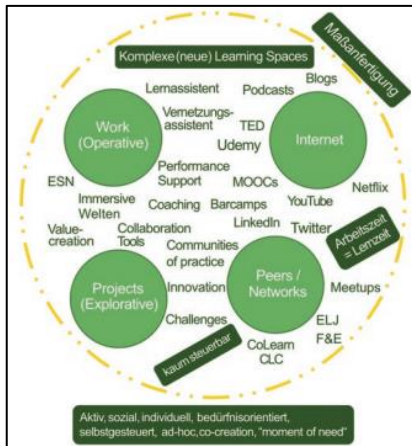 Maßanfertigung
Komplexe (neue) Learning Spaces
Blogs
Lernassistent
Podcasts
Work
(Operative)
Vernetzungs-
assistent
TED
Udemy
Internet
Performance
Support
MOOCs
ESN
Netflix
Immersive
Welten
Coaching
Barcamps
YouTube
LinkedIn
Twitter
Value-
creation
Collaboration
Tools
Arbeitszeit
= Lernzeit
Communities
of practice
Projects
(Explorative)
Innovation
Peers /
Networks
Meetups
Challenges
ELJ
F&E
kaum steuerbar
CoLearn
CLC
Aktiv, sozial, individuell, bedürfnisorientiert,
selbstgesteuert, ad-hoc, co-creation, "moment of need"